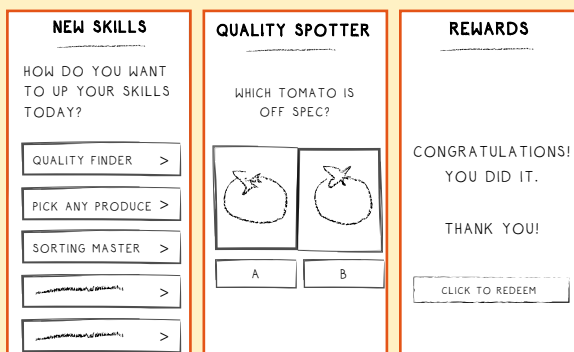 NEW SKILLS
HOW DO YOU WANT
TO UP YOUR SKILLS
TODAY?
QUALITY FINDER >
PICK ANY PRODUCE >
SORTING MASTER >
>
>
QUALITY SPOTTER
WHICH TOMATO IS
OFF SPEC?
A
B
REWARDS
CONGRATULATIONS!
YOU DID IT.
THANK YOU!
CLICK TO REDEEM